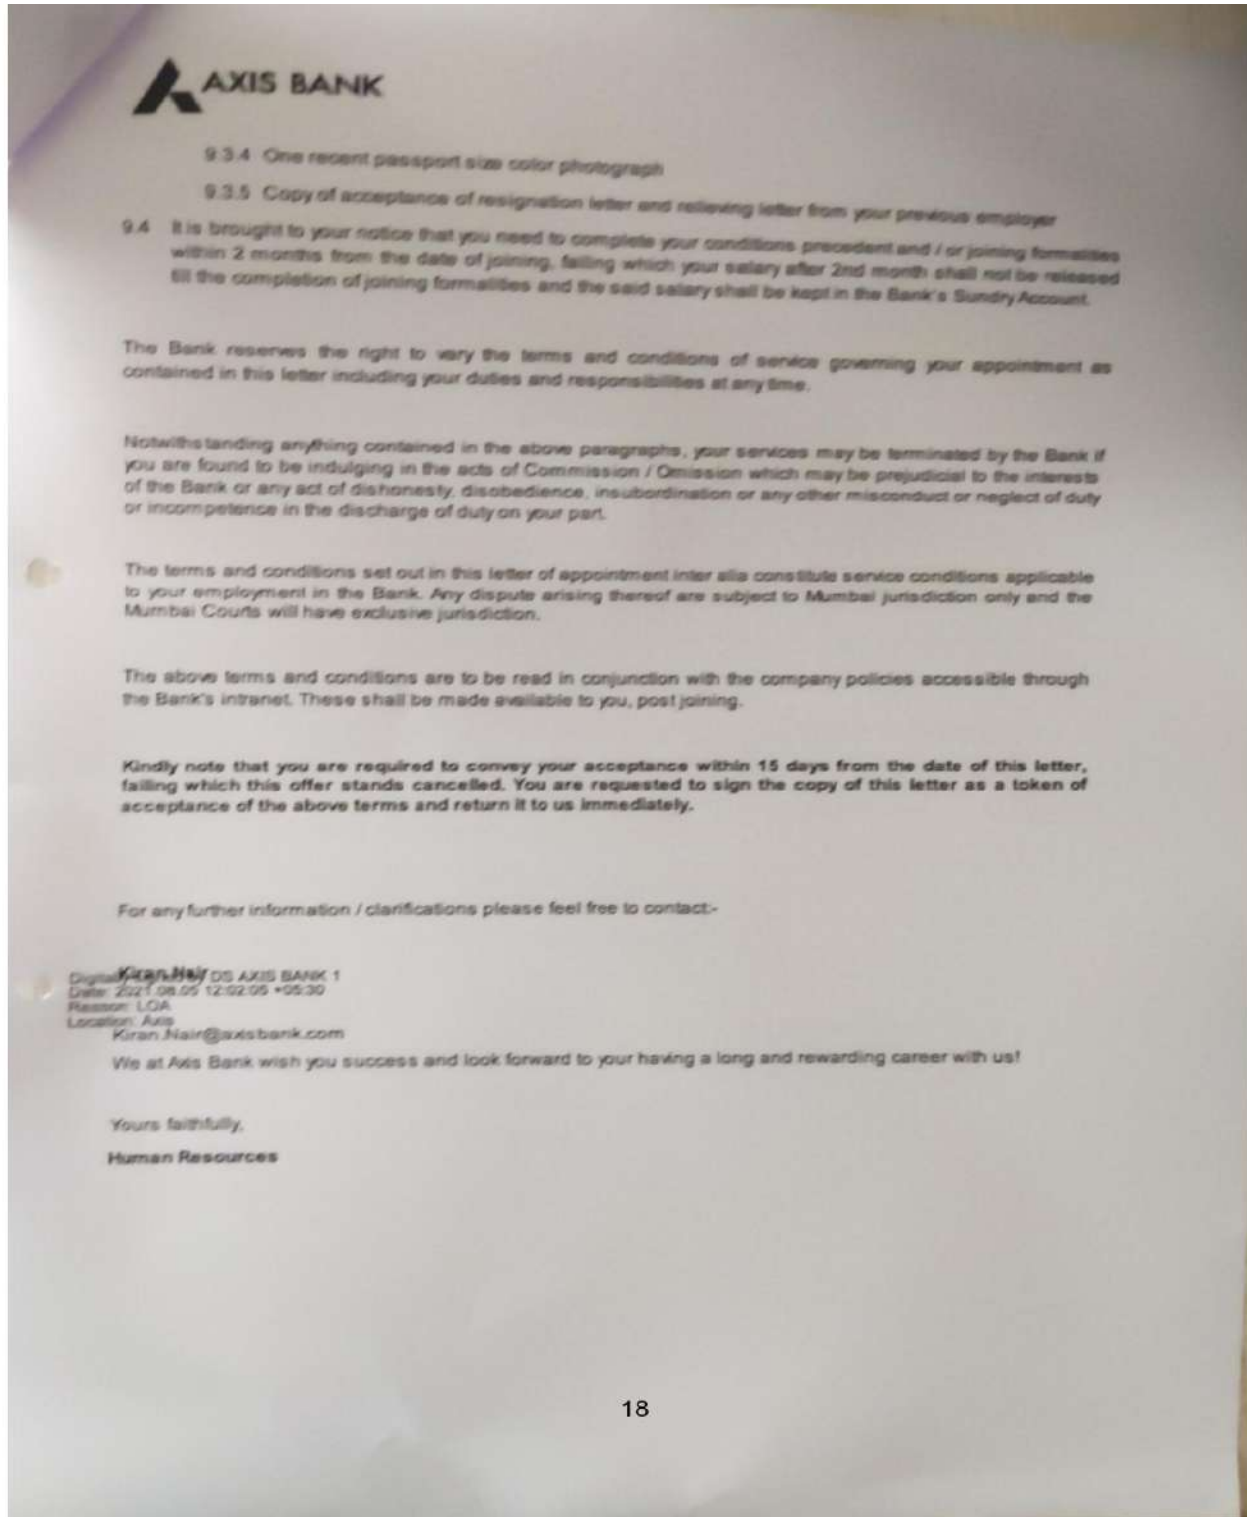 AXIS BANK
9.3.4 One recent passport size color photograph
9.3.5 Copy of acceptance of resignation letter and relieving letter from your previous employer
9.4 It is brought to your notice that you need to complete your conditions precedent and / or joining formalities
within 2 months from the date of joining, failing which your salary after 2nd month shall not be released
till the completion of joining formalities and the said salary shall be kept in the Bank's Sundry Account.
The Bank reserves the right to vary the terms and conditions of service governing your appointment as
contained in this letter including your duties and responsibilities at any time.
Notwithstanding anything contained in the above paragraphs, your services may be terminated by the Bank if
you are found to be indulging in the acts of Commission / Omission which may be prejudicial to the interests
of the Bank or any act of dishonesty, disobedience, insubordination or any other misconduct or neglect of duty
or incompetence in the discharge of duty on your part.
The terms and conditions set out in this letter of appointment inter alia constitute service conditions applicable
to your employment in the Bank. Any dispute arising thereof are subject to Mumbai jurisdiction only and the
Mumbai Courts will have exclusive jurisdiction.
The above terms and conditions are to be read in conjunction with the company policies accessible through
the Bank's intranet. These shall be made available to you, post joining.
Kindly note that you are required to convey your acceptance within 15 days from the date of this letter,
failing which this offer stands cancelled. You are requested to sign the copy of this letter as a token of
acceptance of the above terms and return it to us immediately.
For any further information / clarifications please feel free to contact:-
Kiran Nair
Digitally signed by DS AXIS BANK 1
Date: 2021.08.05 12:02:05 +05:30
Reason: LOA
Location: Axis
Kiran.Nair@axisbank.com
We at Axis Bank wish you success and look forward to your having a long and rewarding career with us!
Yours faithfully,
Human Resources
18